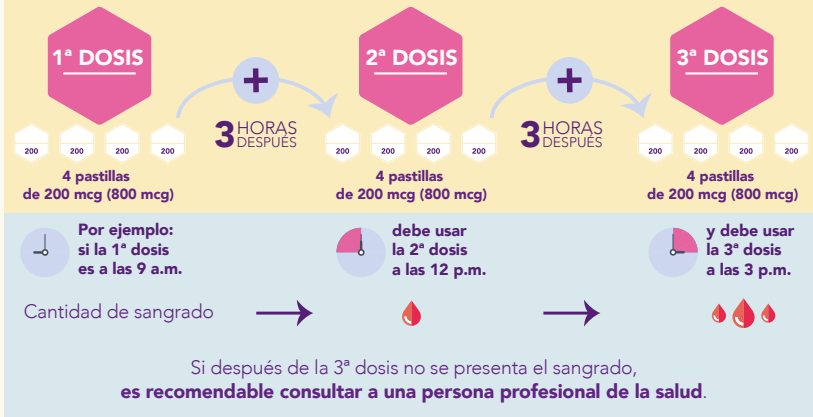 1ª DOSIS
2ª DOSIS
3ª DOSIS
+
+
3 HORAS DESPUÉS
3 HORAS DESPUÉS
200 200 200 200
200 200 200 200
200 200 200 200
4 pastillas
de 200 mcg (800 mcg)
4 pastillas
de 200 mcg (800 mcg)
4 pastillas
de 200 mcg (800 mcg)
Por ejemplo:
si la 1ª dosis
es a las 9 a.m.
debe usar
la 2ª dosis
a las 12 p.m.
y debe usar
la 3ª dosis
a las 3 p.m.
Cantidad de sangrado
Si después de la 3ª dosis no se presenta el sangrado,
es recomendable consultar a una persona profesional de la salud.